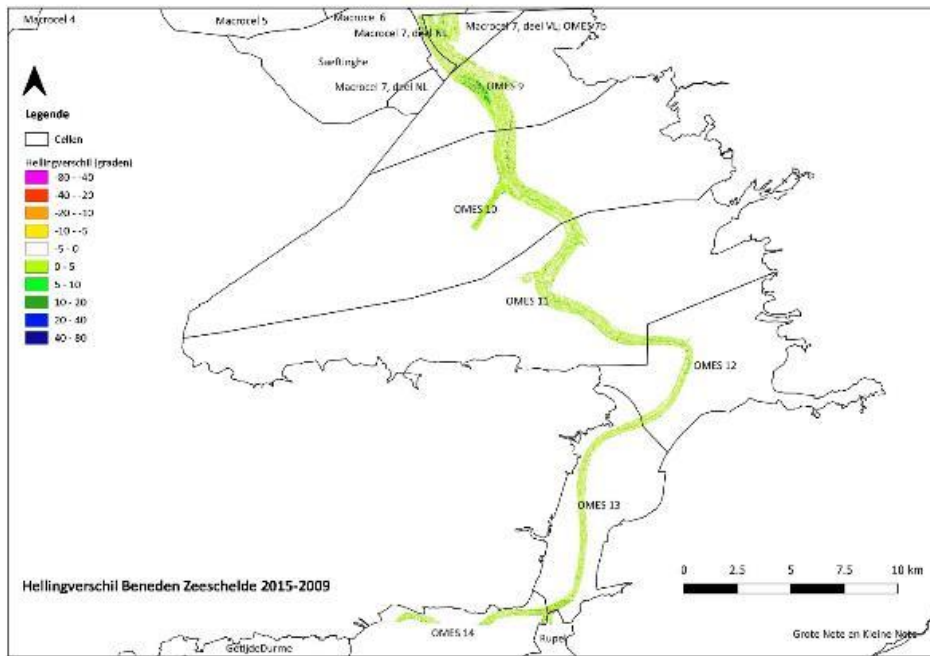 Macrocel 4
Macrocel 5
Macrocel 6
Macrocel 7, deel NL
Macrocel 7, deel VL; OMES 7b
Saeftinghe
Macrocel 7, deel NL
OMES 9
Legende
Cellen
Hellingverschil (graden)
-80 - -40
-40 - -20
-20 - -10
-10 - -5
-5 - 0
0 - 5
5 - 10
10 - 20
20 - 40
40 - 80
OMES 10
OMES 11
OMES 12
OMES 13
Hellingverschil Beneden Zeeschelde 2015-2009
0 2.5 5 7.5 10 km
OMES 14
Rupel
GetijdeDurme
Grote Nete en Kleine Nete